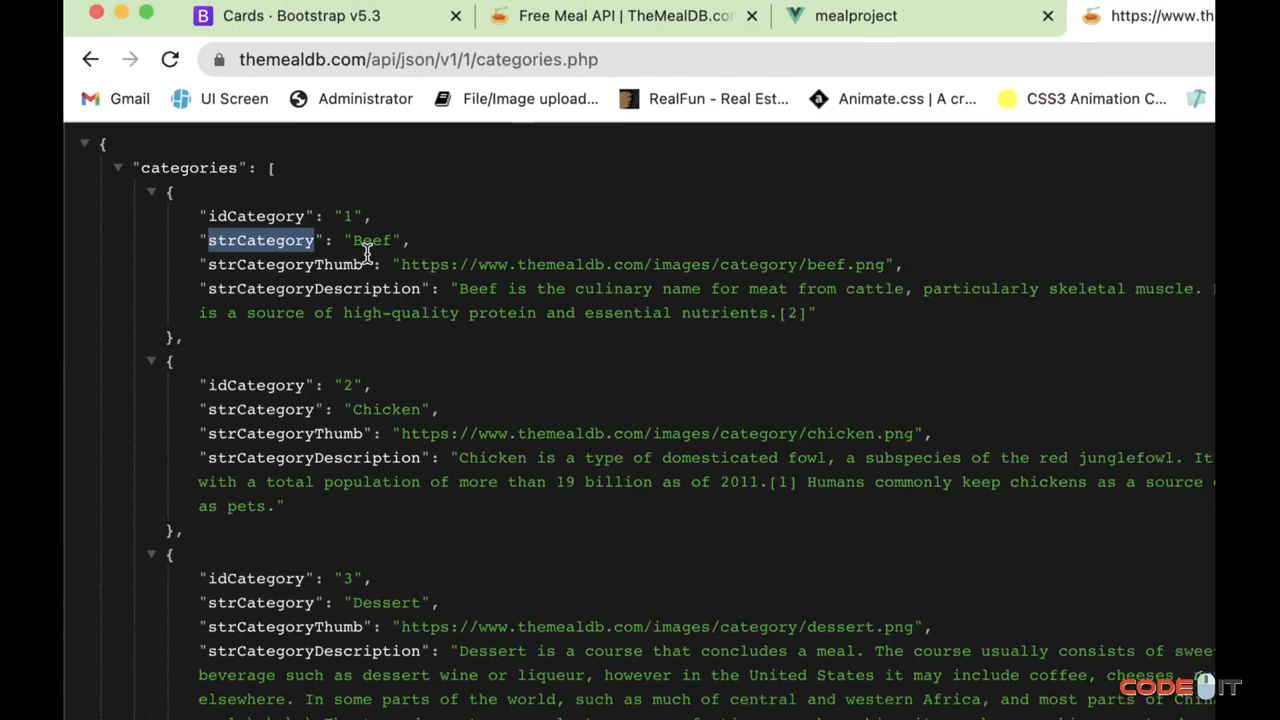 Cards · Bootstrap v5.3
Free Meal API | TheMealDB.co
mealproject
https://www.th
themealdb.com/api/json/v1/1/categories.php
Gmail
UI Screen
Administrator
File/Image upload...
RealFun - Real Est...
Animate.css | A cr...
CSS3 Animation C...
{
"categories": [
{
"idCategory": "1",
"strCategory": "Beef",
"strCategoryThumb": "https://www.themealdb.com/images/category/beef.png",
"strCategoryDescription": "Beef is the culinary name for meat from cattle, particularly skeletal muscle.
is a source of high-quality protein and essential nutrients.[2]"
},
{
"idCategory": "2",
"strCategory": "Chicken",
"strCategoryThumb": "https://www.themealdb.com/images/category/chicken.png",
"strCategoryDescription": "Chicken is a type of domesticated fowl, a subspecies of the red junglefowl. It
with a total population of more than 19 billion as of 2011.[1] Humans commonly keep chickens as a source
as pets."
},
{
"idCategory": "3",
"strCategory": "Dessert",
"strCategoryThumb": "https://www.themealdb.com/images/category/dessert.png",
"strCategoryDescription": "Dessert is a course that concludes a meal. The course usually consists of swee
beverage such as dessert wine or liqueur, however in the United States it may include coffee, cheeses,
elsewhere. In some parts of the world, such as much of central and western Africa, and most parts of Chin
CODE IT